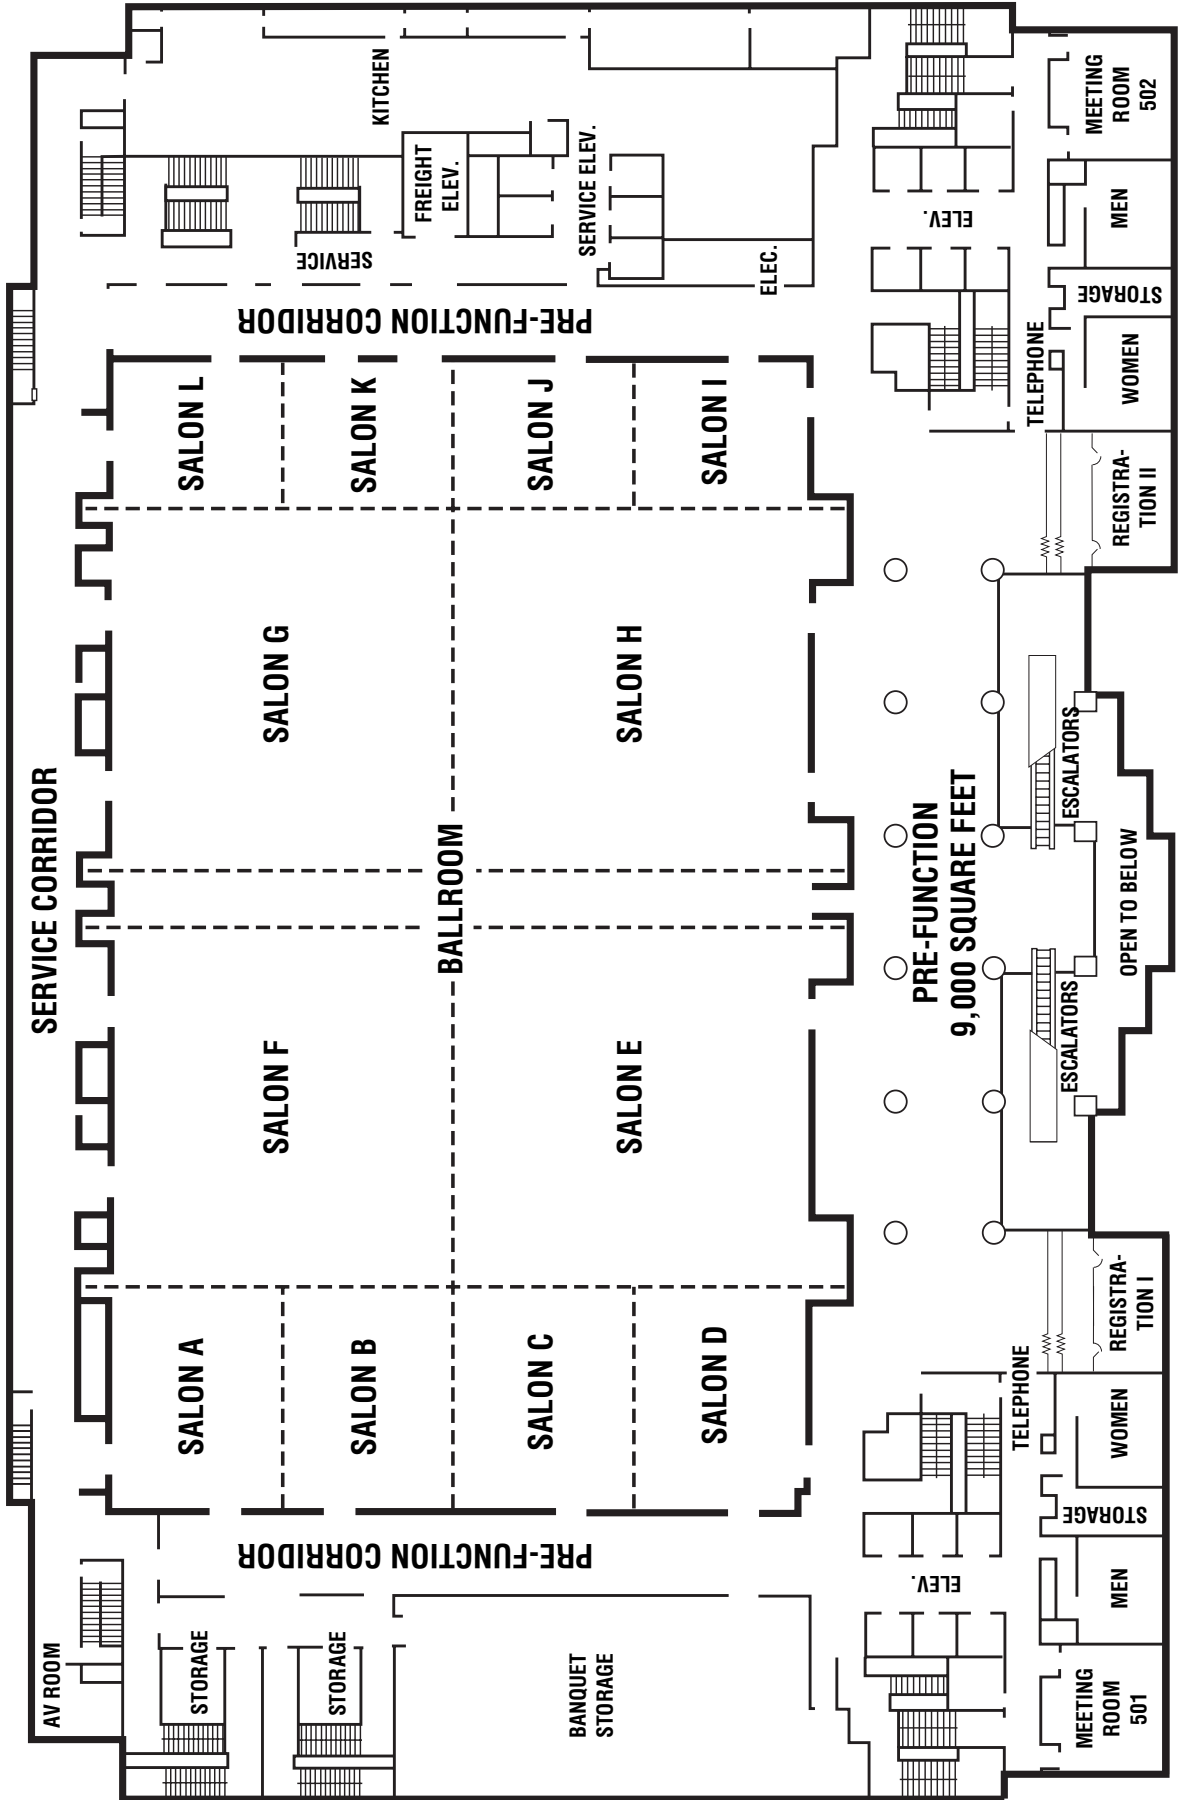 KITCHEN
MEETING
ROOM
502
FREIGHT
ELEV.
SERVICE ELEV.
MEN
ELEV.
SERVICE
ELEC.
STORAGE
PRE-FUNCTION CORRIDOR
TELEPHONE
WOMEN
SALON L
SALON K
SALON J
SALON I
REGISTRA-
TION II
SALON G
SALON H
ESCALATORS
SERVICE CORRIDOR
BALLROOM
PRE-FUNCTION
9,000 SQUARE FEET
OPEN TO BELOW
SALON F
SALON E
ESCALATORS
SALON A
SALON B
SALON C
SALON D
REGISTRA-
TION I
TELEPHONE
WOMEN
STORAGE
PRE-FUNCTION CORRIDOR
ELEV.
MEN
AV ROOM
STORAGE
STORAGE
BANQUET
STORAGE
MEETING
ROOM
501